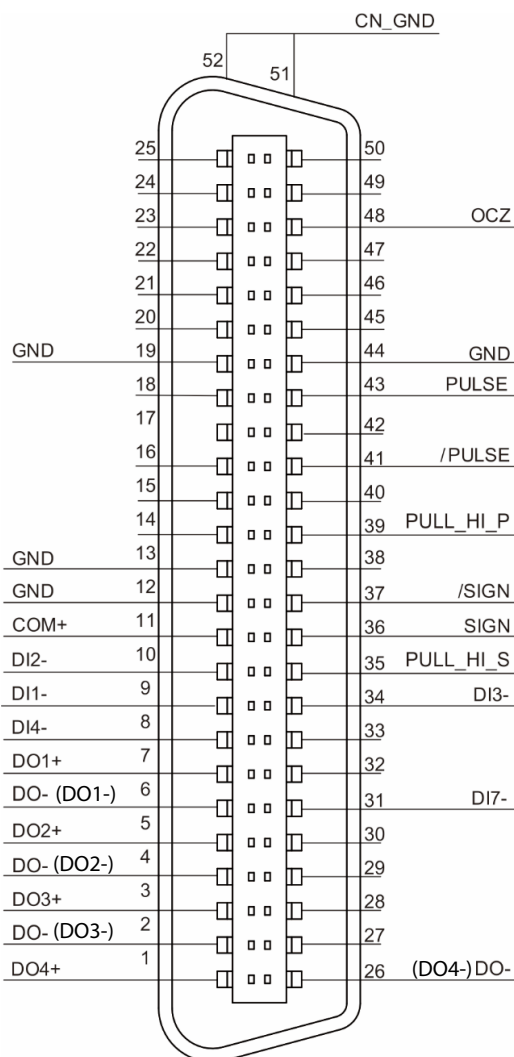 CN_GND
52
51
25 50
24 49
23 48 OCZ
22 47
21 46
20 45
GND 19 44 GND
18 43 PULSE
17 42
16 41 /PULSE
15 40
14 39 PULL_HI_P
GND 13 38
GND 12 37 /SIGN
COM+ 11 36 SIGN
DI2- 10 35 PULL_HI_S
DI1- 9 34 DI3-
DI4- 8 33
DO1+ 7 32
DO- (DO1-) 6 31 DI7-
DO2+ 5 30
DO- (DO2-) 4 29
DO3+ 3 28
DO- (DO3-) 2 27
DO4+ 1 26 (DO4-) DO-